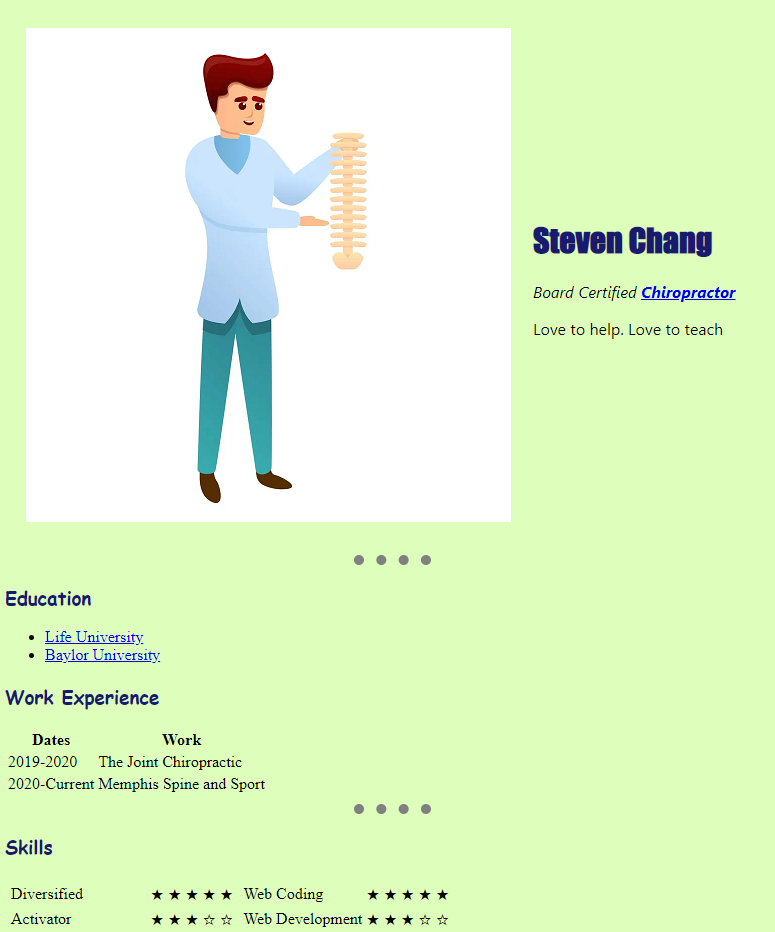 Steven Chang
Board Certified Chiropractor
Love to help. Love to teach
Education
Life University
Baylor University
Work Experience
Dates Work
2019-2020 The Joint Chiropractic
2020-Current Memphis Spine and Sport
Skills
Diversified ★ ★ ★ ★ ★ Web Coding ★ ★ ★ ★ ★
Activator ★ ★ ★ ☆ ☆ Web Development ★ ★ ★ ☆ ☆